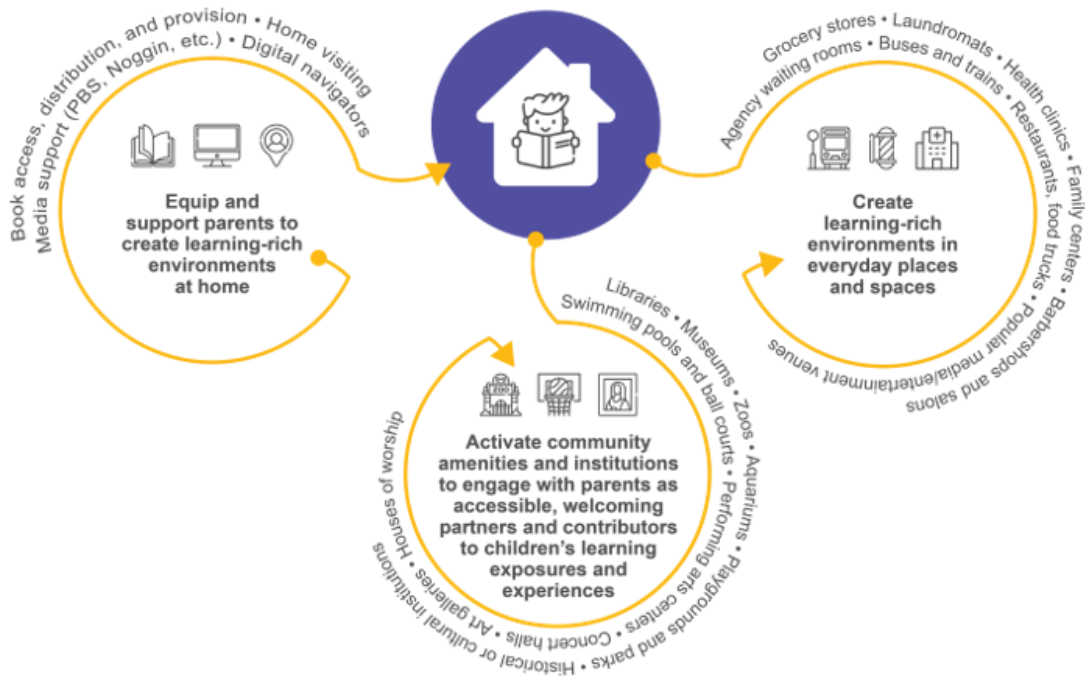 Book access, distribution, and provision • Home visiting
Media support (PBS, Noggin, etc.) • Digital navigators
Equip and
support parents to
create learning-rich
environments
at home
Grocery stores • Laundromats • Health clinics • Family centers • Barbershops and salons
Agency waiting rooms • Buses and trains • Restaurants, food trucks • Popular media/entertainment venues
Create
learning-rich
environments in
everyday places
and spaces
Libraries • Museums • Zoos • Aquariums • Playgrounds and parks • Historical or cultural institutions
Swimming pools and ball courts • Performing arts centers • Concert halls • Art galleries • Houses of worship
ZOO
Activate community
amenities and institutions
to engage with parents as
accessible, welcoming
partners and contributors
to children's learning
exposures and
experiences